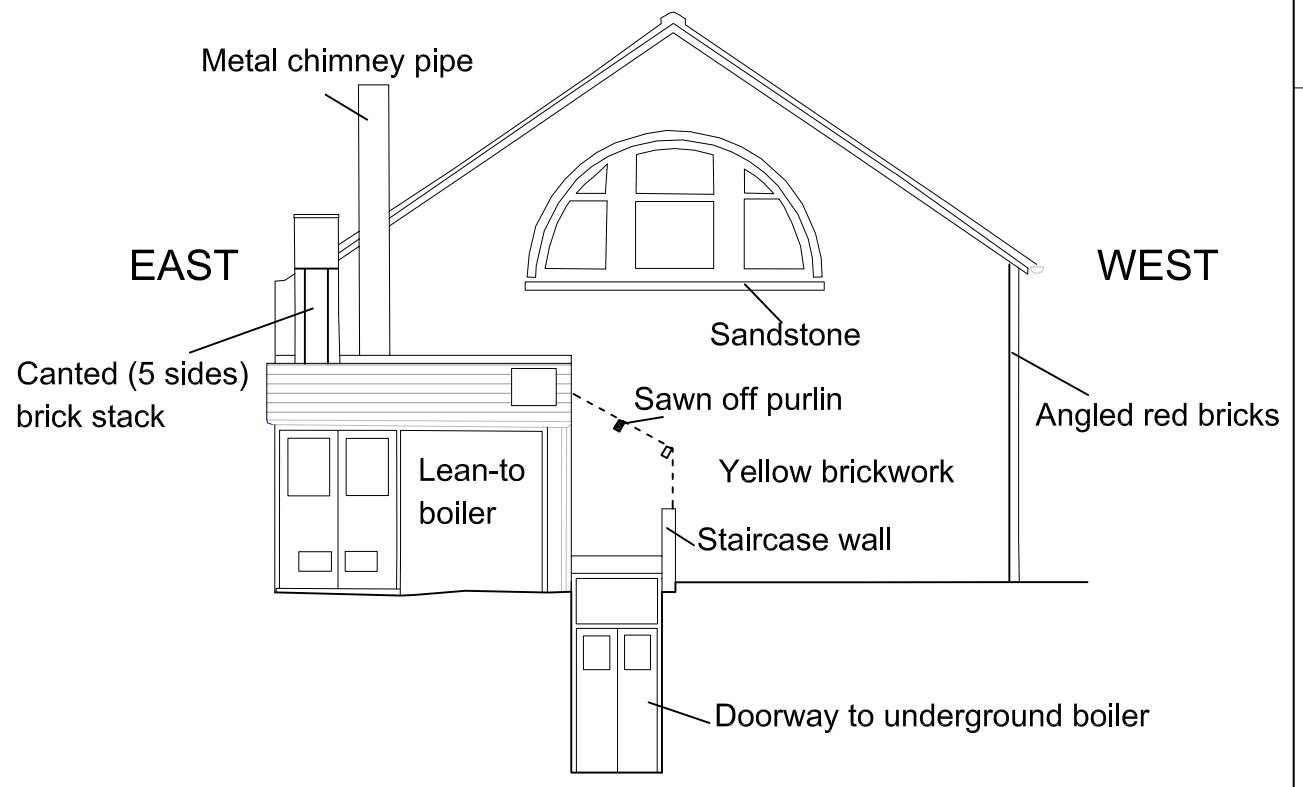 Metal chimney pipe
EAST
WEST
Sandstone
Canted (5 sides)
brick stack
Sawn off purlin
Angled red bricks
Lean-to
boiler
Yellow brickwork
Staircase wall
Doorway to underground boiler